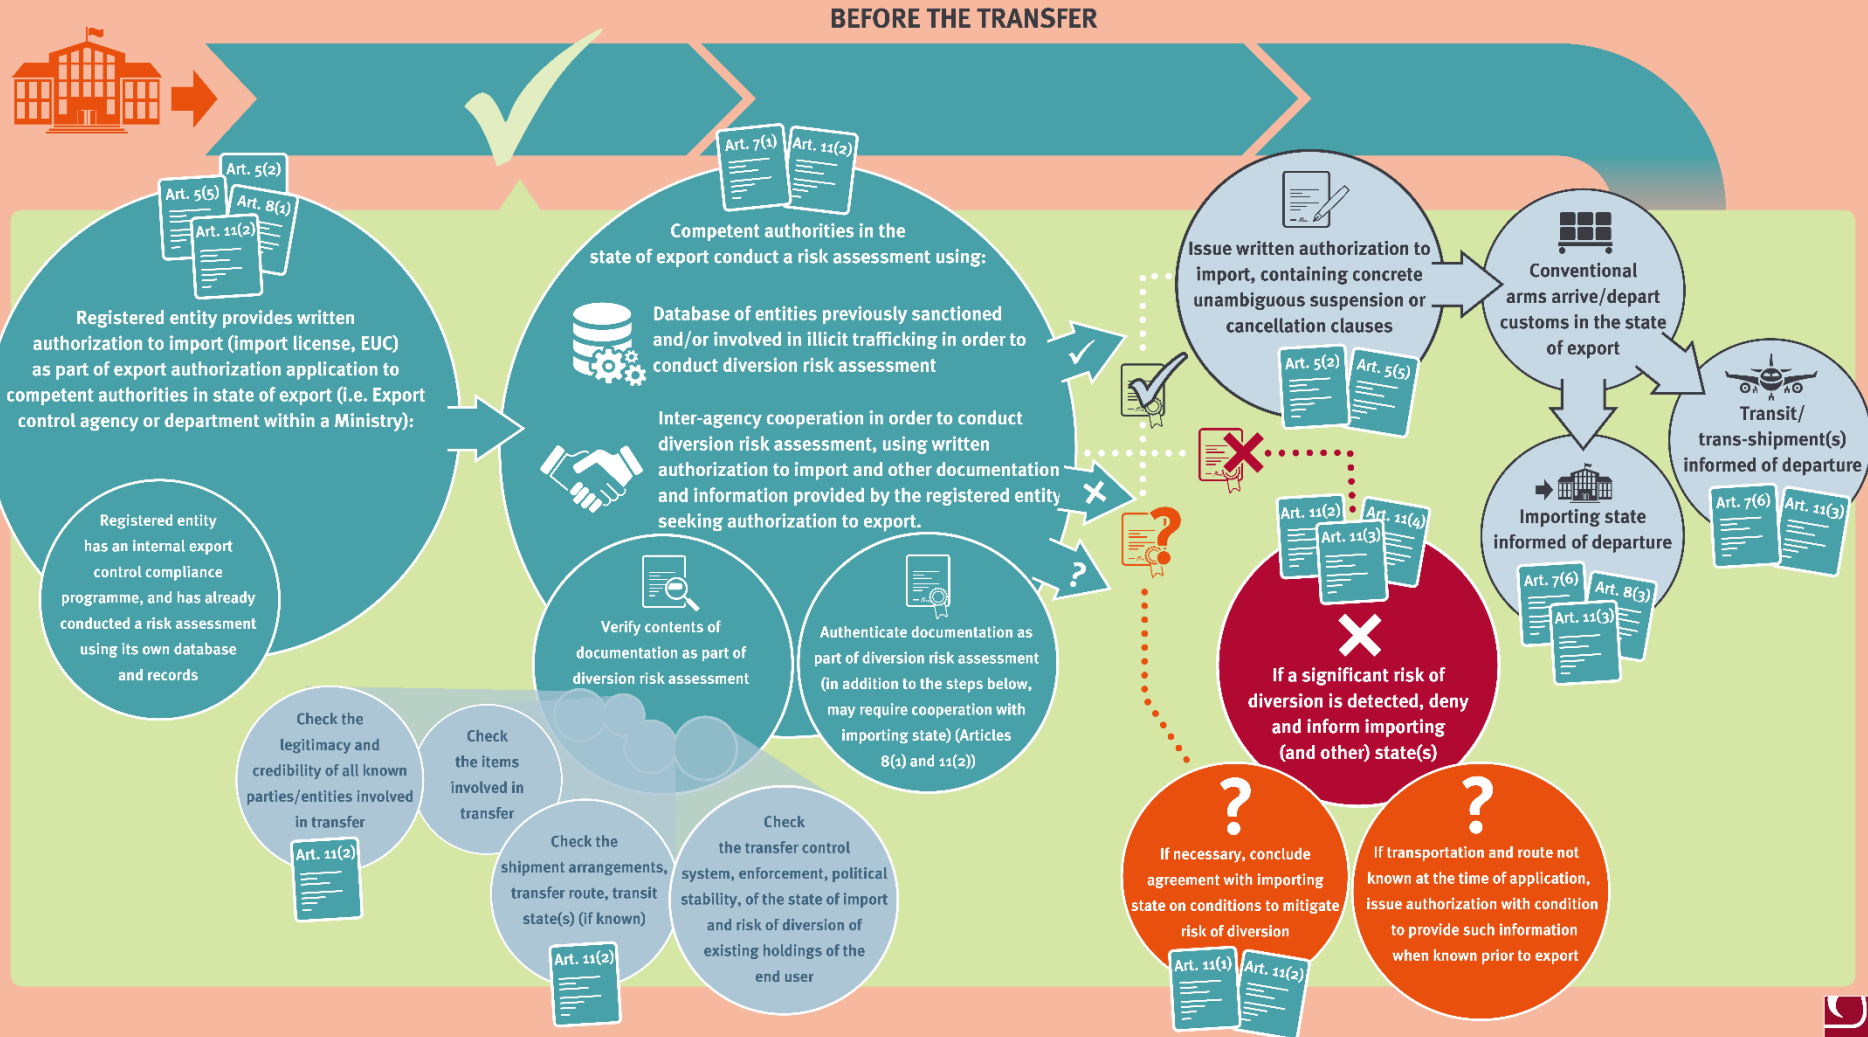 BEFORE THE TRANSFER
Art. 5(2)
Art. 5(5)
Art. 8(1)
Art. 11(2)
Registered entity provides written
authorization to import (import license, EUC)
as part of export authorization application to
competent authorities in state of export (i.e. Export
control agency or department within a Ministry):
Registered entity
has an internal export
control compliance
programme, and has already
conducted a risk assessment
using its own database
and records
Art. 7(1)
Art. 11(2)
Competent authorities in the
state of export conduct a risk assessment using:
Database of entities previously sanctioned
and/or involved in illicit trafficking in order to
conduct diversion risk assessment
Inter-agency cooperation in order to conduct
diversion risk assessment, using written
authorization to import and other documentation
and information provided by the registered entity
seeking authorization to export.
Verify contents of
documentation as part of
diversion risk assessment
Authenticate documentation as
part of diversion risk assessment
(in addition to the steps below,
may require cooperation with
importing state) (Articles
8(1) and 11(2))
Check the
legitimacy and
credibility of all known
parties/entities involved
in transfer
Art. 11(2)
Check
the items
involved in
transfer
Check the
shipment arrangements,
transfer route, transit
state(s) (if known)
Art. 11(2)
Check
the transfer control
system, enforcement, political
stability, of the state of import
and risk of diversion of
existing holdings of the
end user
?
?
Issue written authorization to
import, containing concrete
unambiguous suspension or
cancellation clauses
Art. 5(2)
Art. 5(5)
Conventional
arms arrive/depart
customs in the state
of export
Transit/
trans-shipment(s)
informed of departure
Art. 7(6)
Art. 11(3)
Importing state
informed of departure
Art. 7(6)
Art. 8(3)
Art. 11(3)
Art. 11(2)
Art. 11(3)
Art. 11(4)
If a significant risk of
diversion is detected, deny
and inform importing
(and other) state(s)
?
If necessary, conclude
agreement with importing
state on conditions to mitigate
risk of diversion
Art. 11(1)
Art. 11(2)
?
If transportation and route not
known at the time of application,
issue authorization with condition
to provide such information
when known prior to export